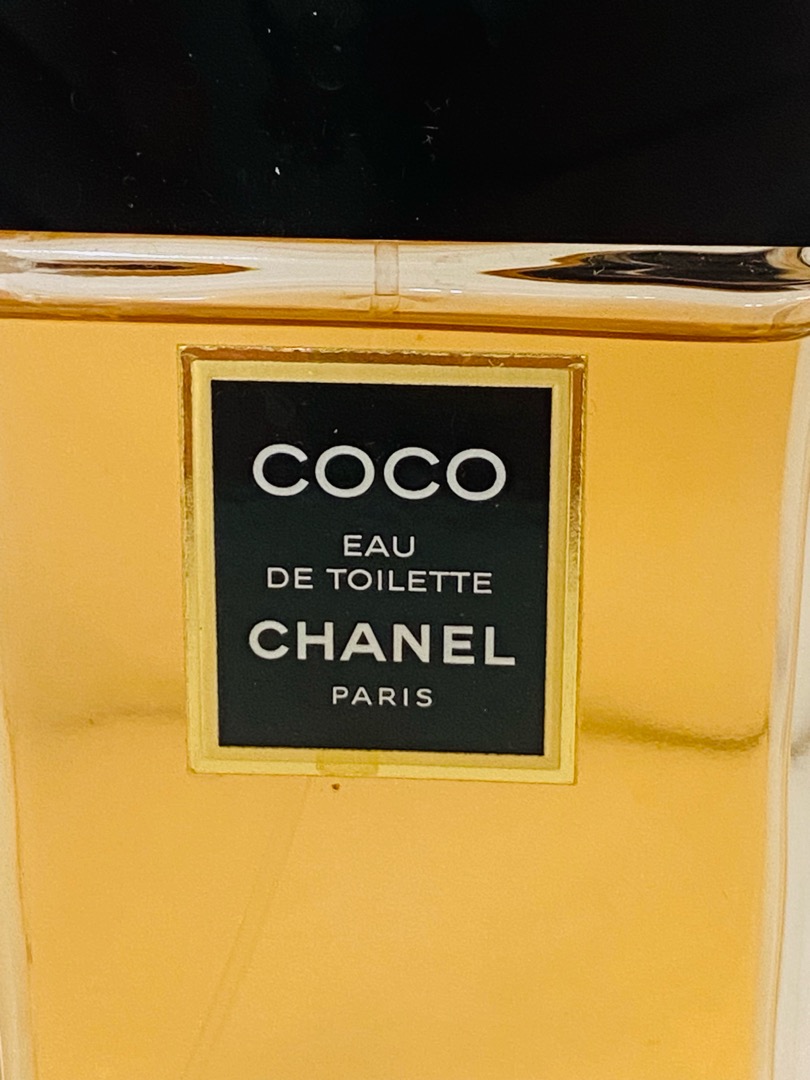 COCO
EAU
DE TOILETTE
CHANEL
PARIS